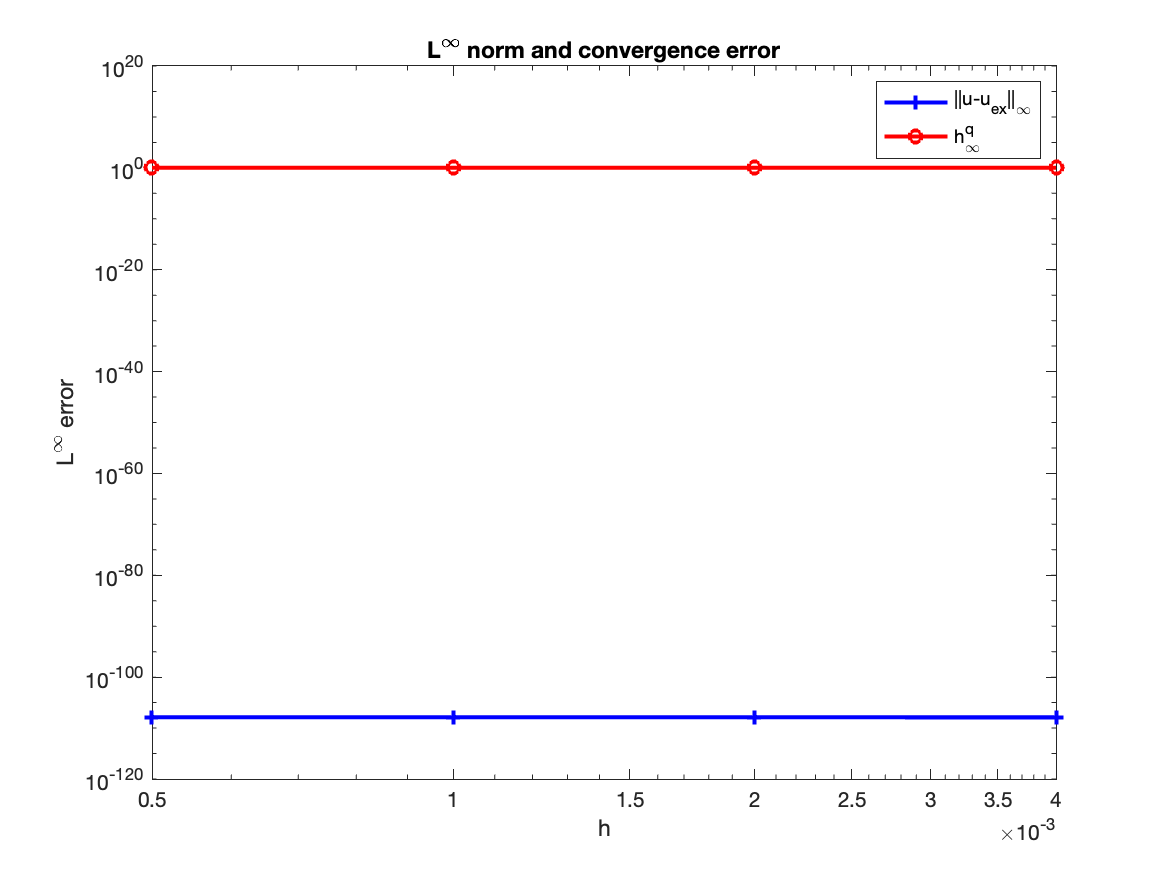 L^∞ norm and convergence error
10^20
10^0
10^-20
10^-40
10^-60
10^-80
10^-100
10^-120
L^∞ error
||u-u_ex||_∞
h^q_∞
0.5 1 1.5 2 2.5 3 3.5 4
h
×10^-3